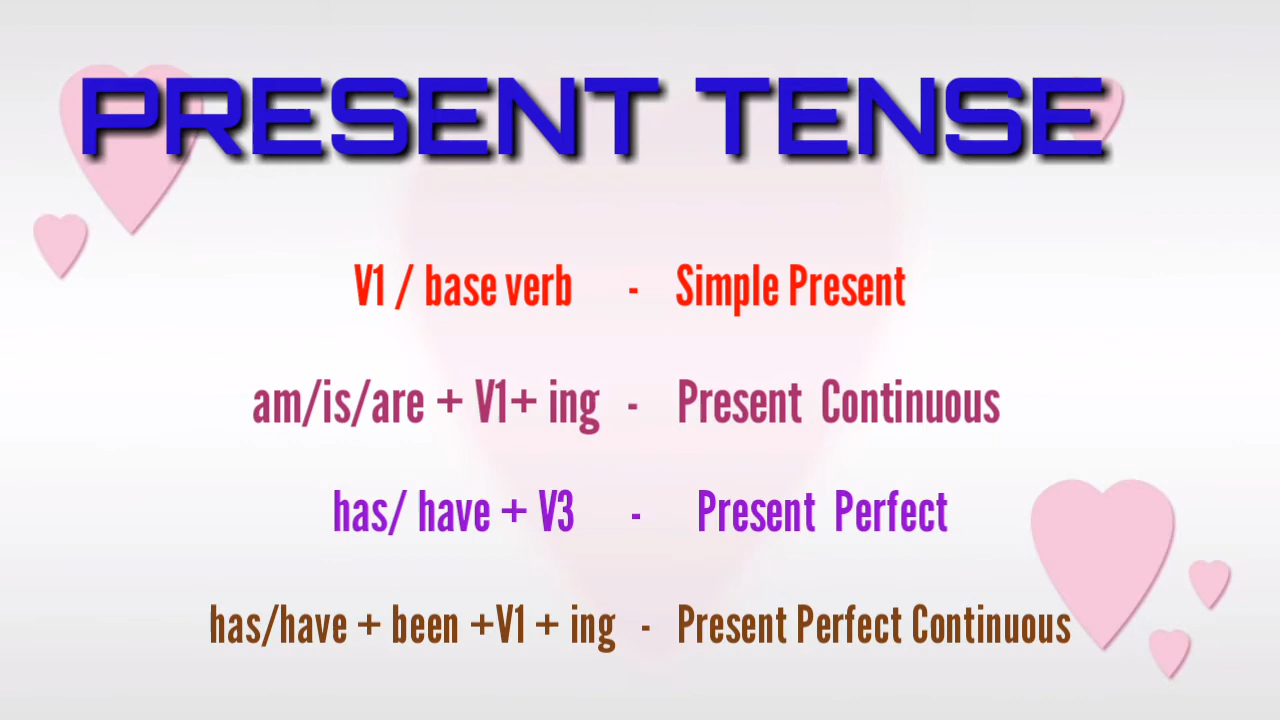 PRESENT TENSE
V1 / base verb - Simple Present
am/is/are + V1+ ing - Present Continuous
has/ have + V3 - Present Perfect
has/have + been +V1 + ing - Present Perfect Continuous